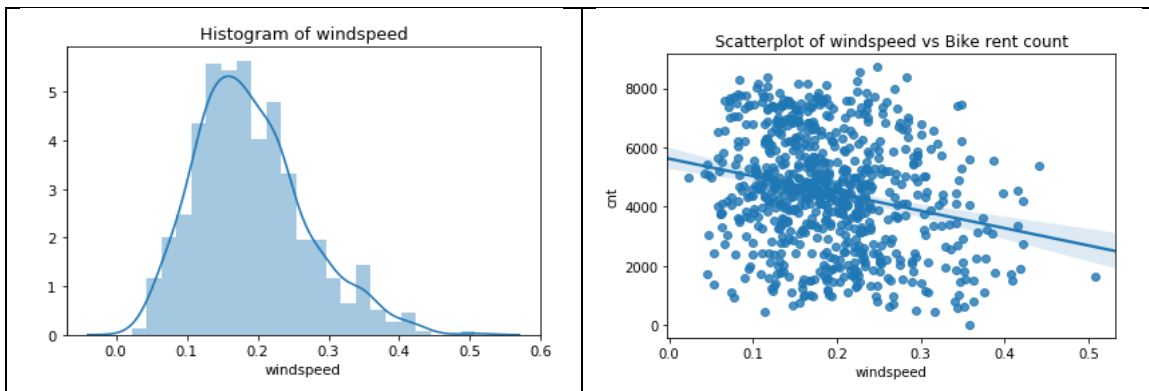 Histogram of windspeed
5
4
3
2
1
0
0.0 0.1 0.2 0.3 0.4 0.5 0.6
windspeed
Scatterplot of windspeed vs Bike rent count
8000
6000
4000
2000
0
cnt
0.0 0.1 0.2 0.3 0.4 0.5
windspeed